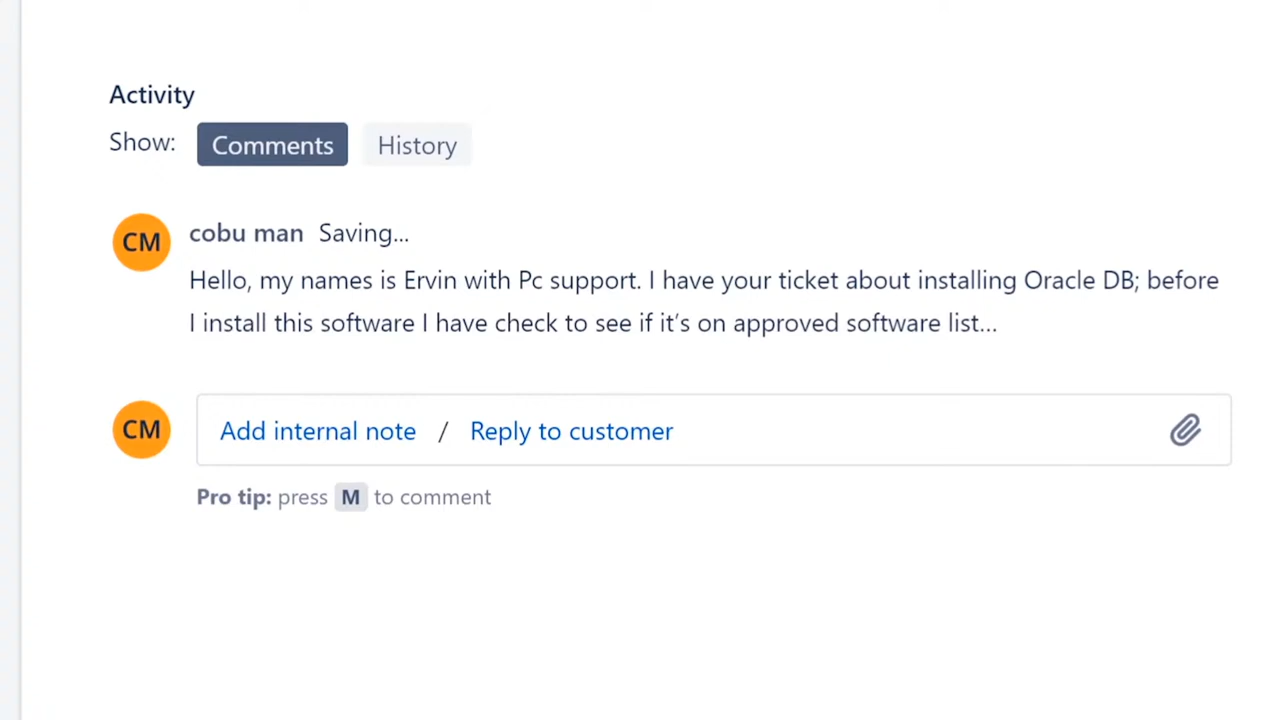 Activity
Show: Comments History
CM cobu man Saving...
Hello, my names is Ervin with Pc support. I have your ticket about installing Oracle DB; before
I install this software I have check to see if it's on approved software list...
CM Add internal note / Reply to customer
Pro tip: press M to comment